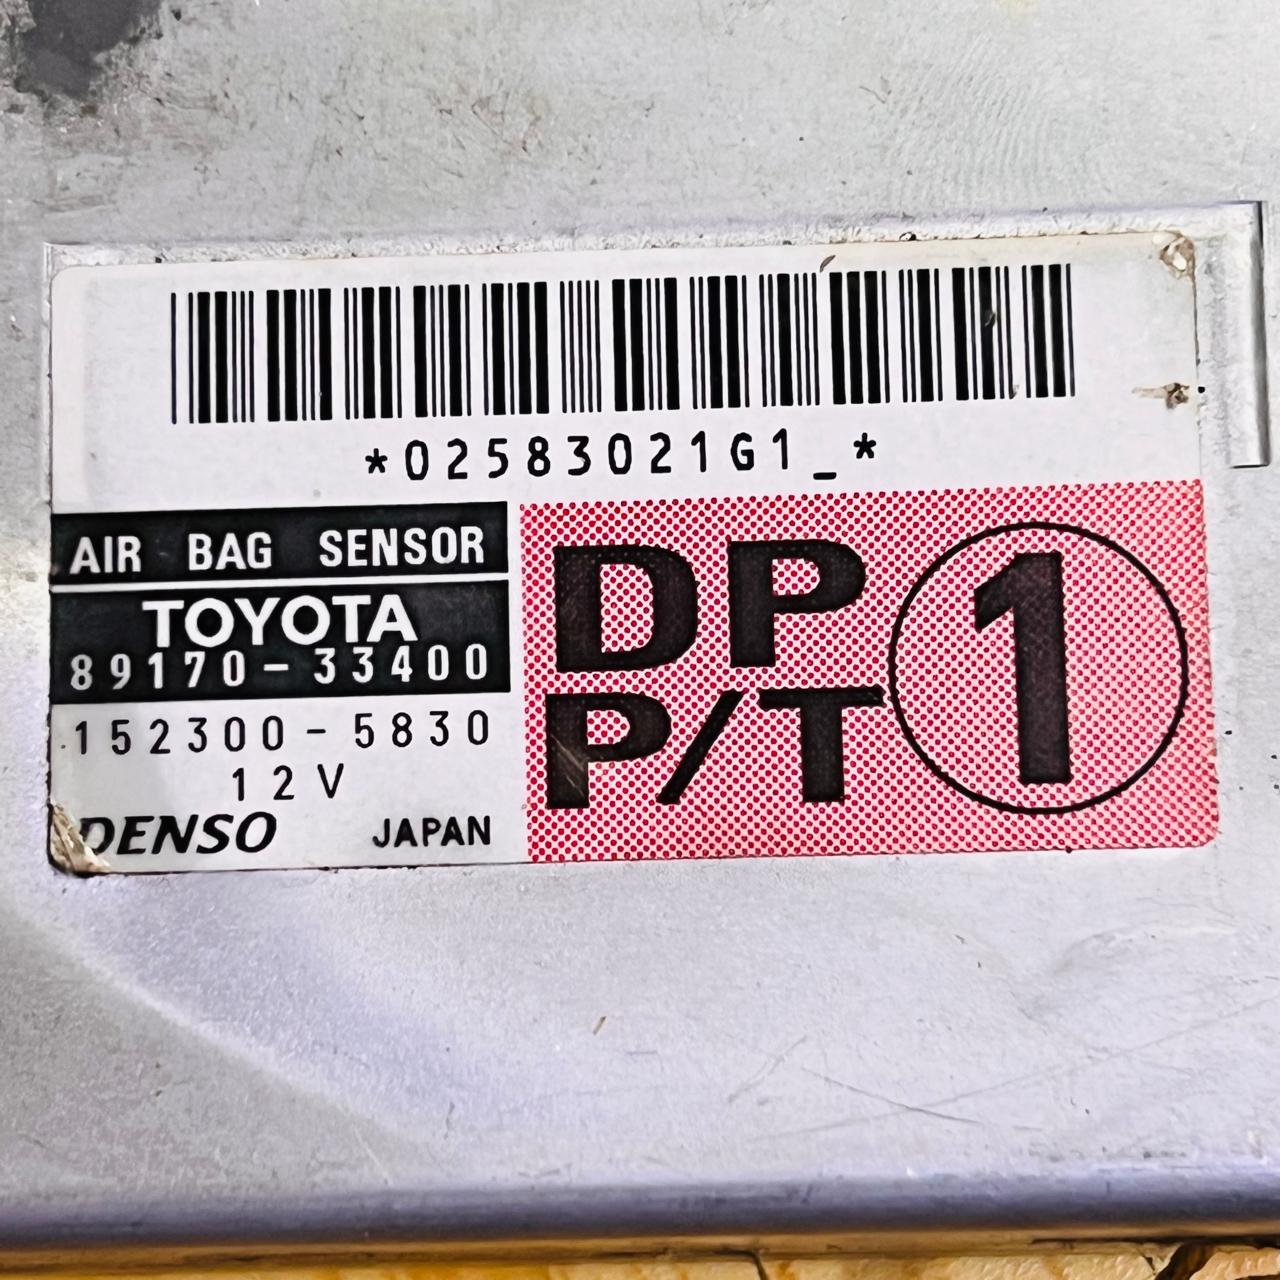 *02583021G1_*
AIR BAG SENSOR
TOYOTA
89170-33400
152300-5830
12V
DENSO JAPAN
DP
P/T
1